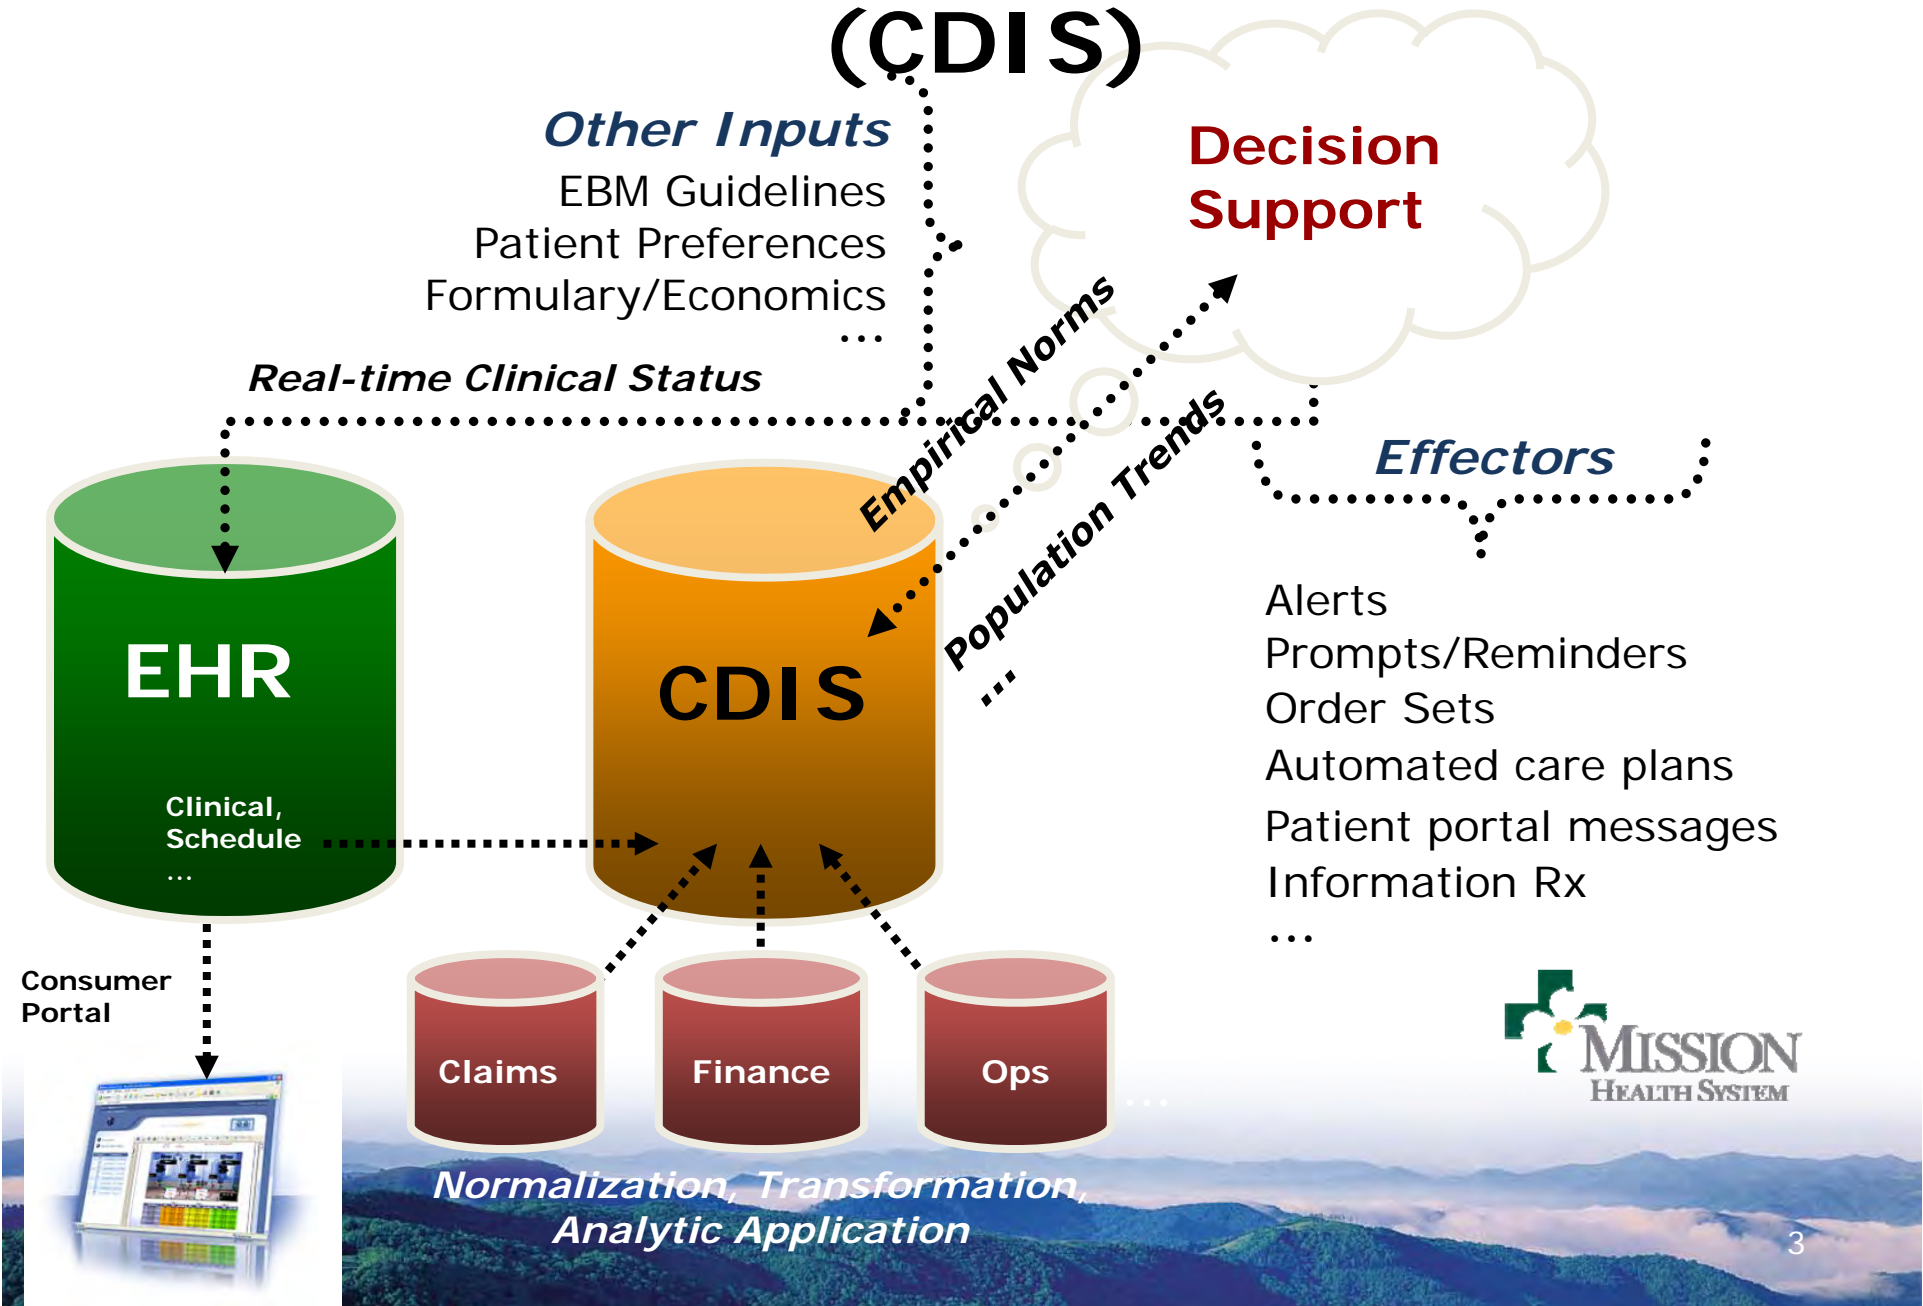 (CDIS)
Other Inputs
EBM Guidelines
Patient Preferences
Formulary/Economics
...
Decision
Support
Real-time Clinical Status
Empirical Norms
Population Trends
...
Effectors
Alerts
Prompts/Reminders
Order Sets
Automated care plans
Patient portal messages
Information Rx
...
EHR
Clinical,
Schedule
...
CDIS
Consumer
Portal
Claims
Finance
Ops
...
Normalization, Transformation,
Analytic Application
MISSION
HEALTH SYSTEM
3